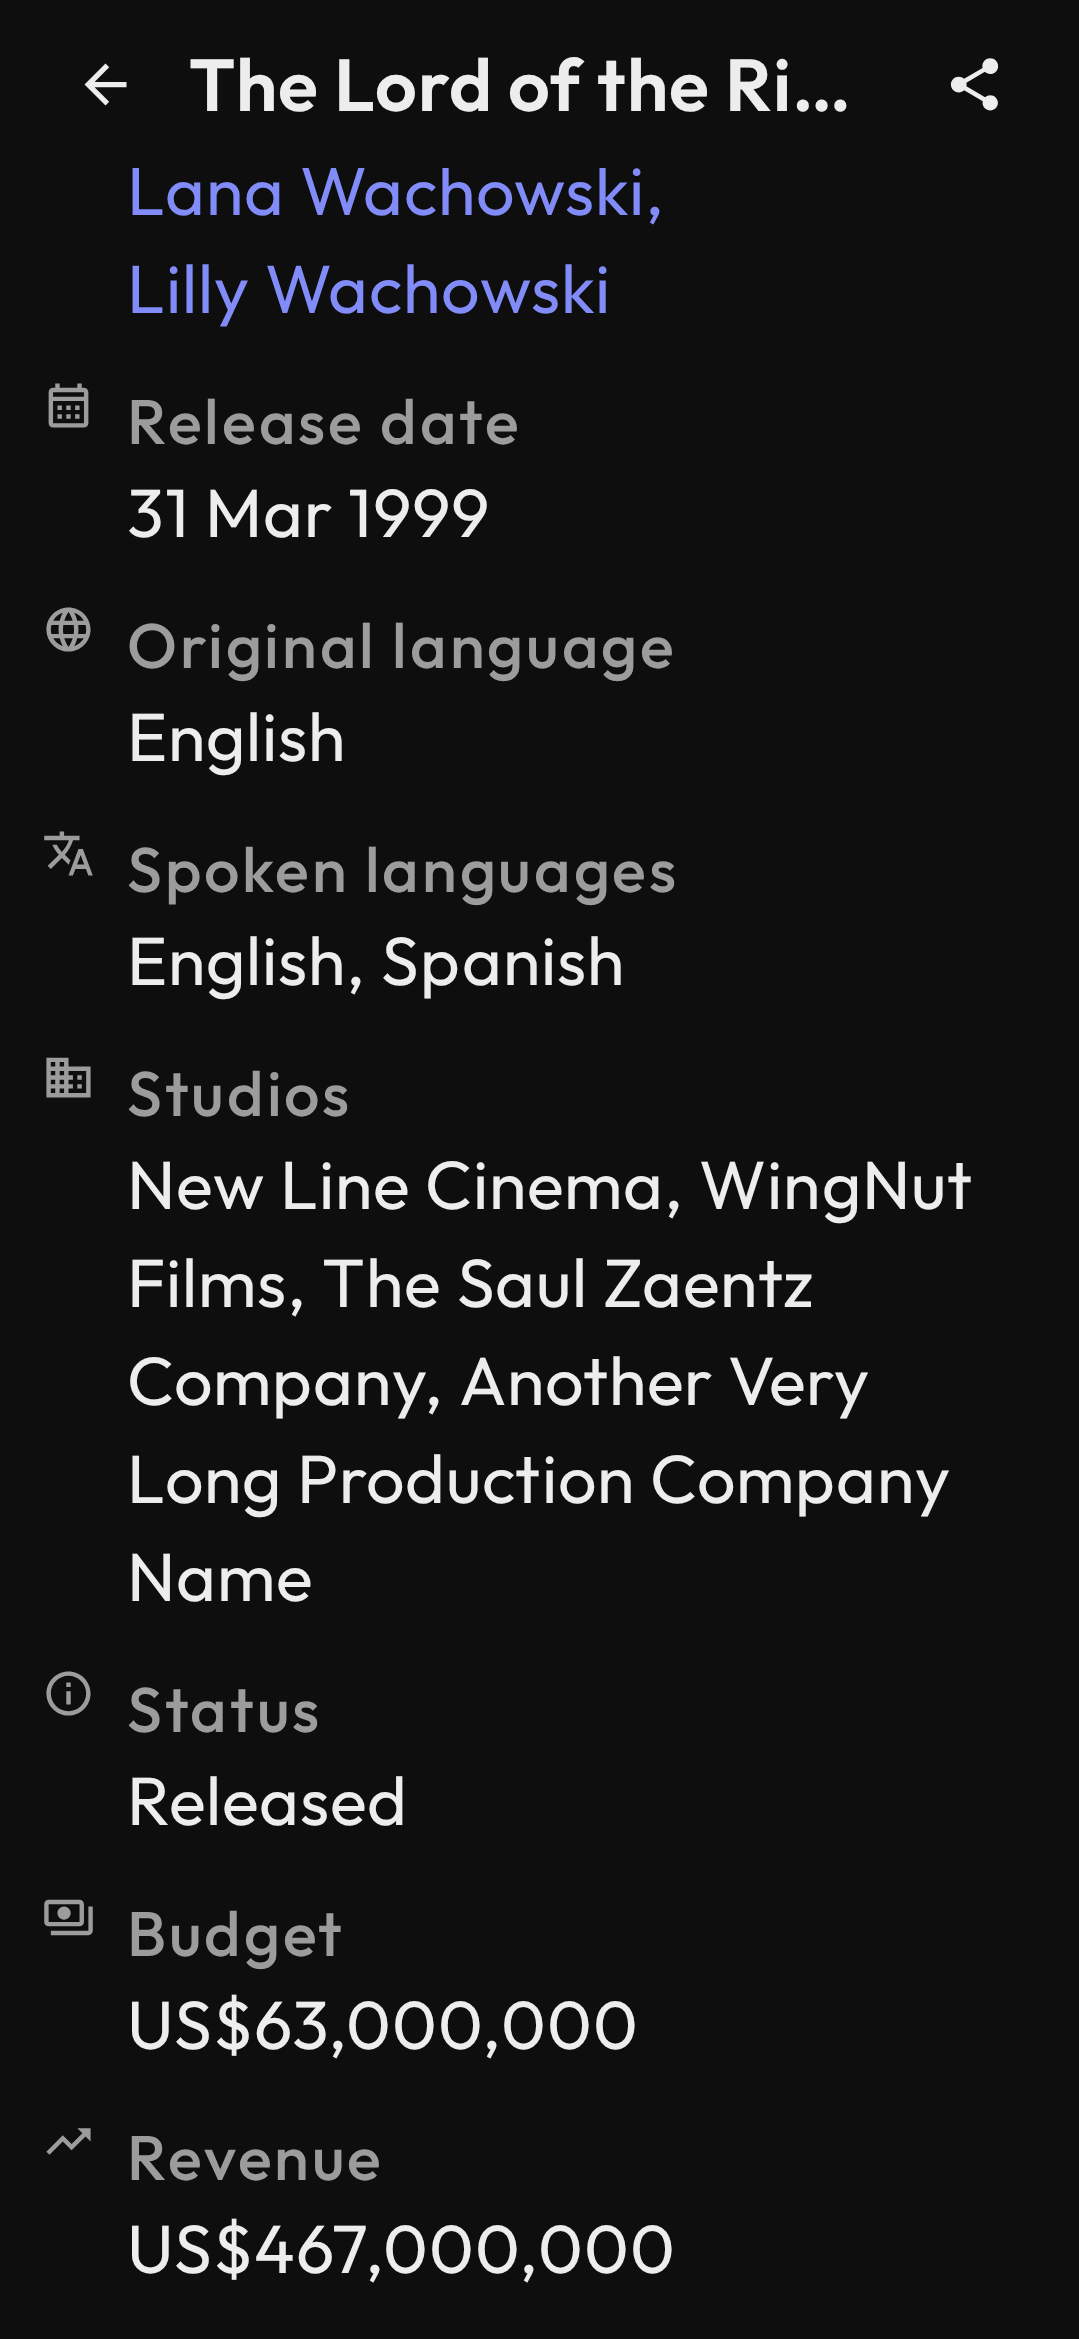 The Lord of the Ri...
Lana Wachowski,
Lilly Wachowski
Release date
31 Mar 1999
Original language
English
Spoken languages
English, Spanish
Studios
New Line Cinema, WingNut
Films, The Saul Zaentz
Company, Another Very
Long Production Company
Name
Status
Released
Budget
US$63,000,000
Revenue
US$467,000,000